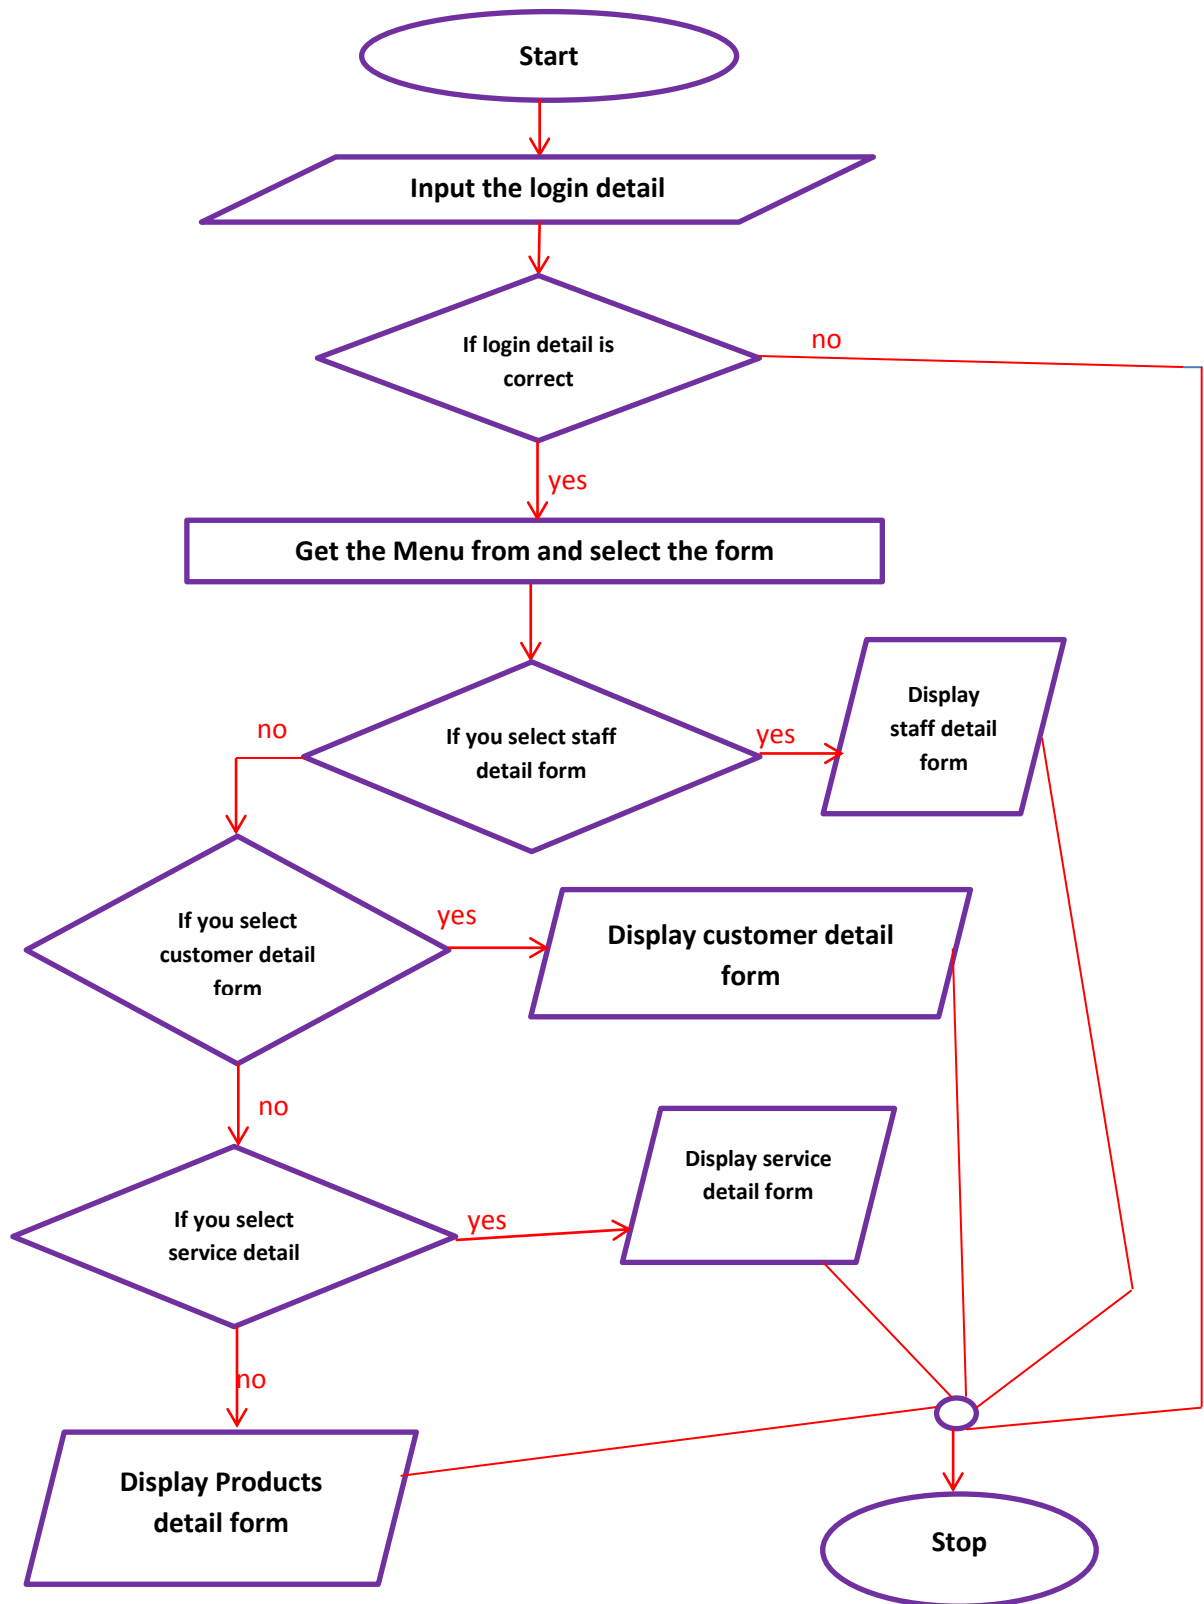 Start
Input the login detail
If login detail is
correct
no
yes
Get the Menu from and select the form
If you select staff
detail form
no
yes
Display
staff detail
form
If you select
customer detail
form
yes
Display customer detail
form
no
If you select
service detail
yes
Display service
detail form
no
Display Products
detail form
Stop